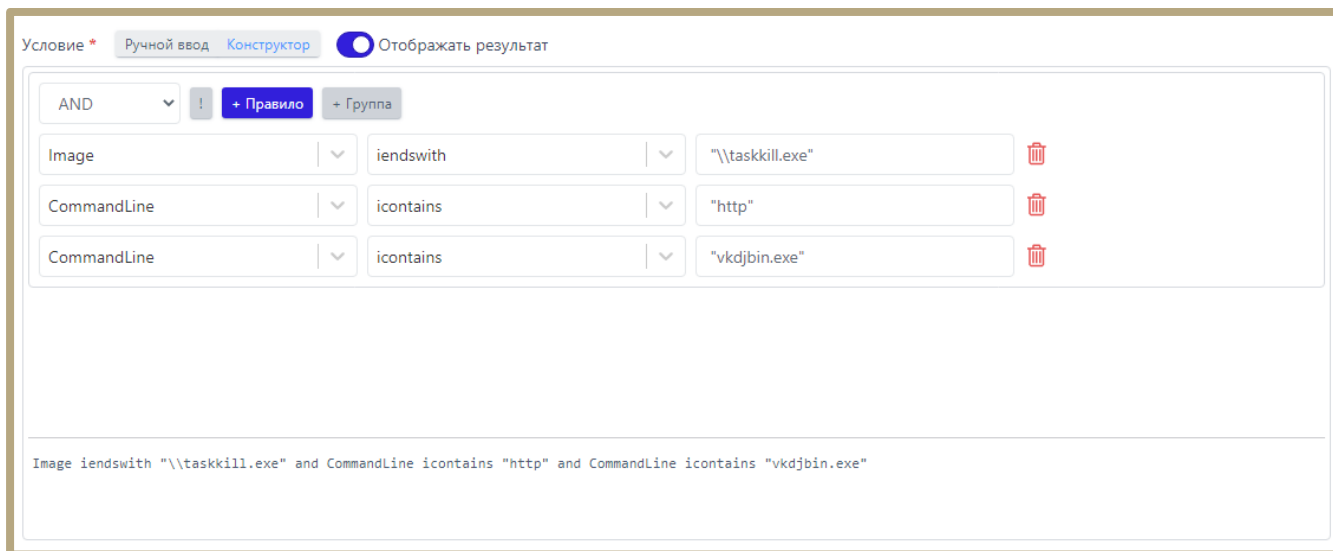 Условие * Ручной ввод Конструктор Отображать результат
AND ! + Правило + Группа
Image iendswith "\\taskkill.exe"
CommandLine icontains "http"
CommandLine icontains "vkdjbin.exe"
Image iendswith "\\taskkill.exe" and CommandLine icontains "http" and CommandLine icontains "vkdjbin.exe"